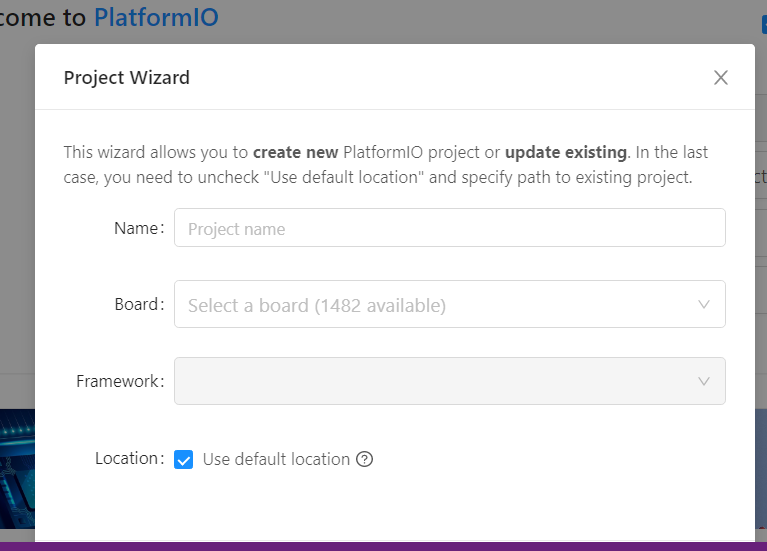 come to PlatformIO
Project Wizard
This wizard allows you to create new PlatformIO project or update existing. In the last
case, you need to uncheck "Use default location" and specify path to existing project.
Name:
Project name
Board:
Select a board (1482 available)
Framework:
Location:
Use default location